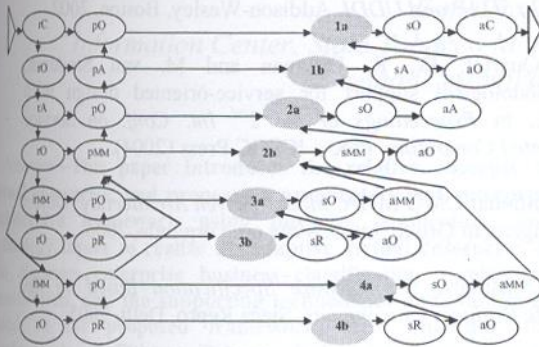 rC pO 1a sO aC
rO pA 1b sA aO
rA pO 2a sO aA
rO pMM 2b sMM aO
rMM pO 3a sO aMM
rO pR 3b sR aO
rMM pO 4a sO aMM
rO pR 4b sR aO